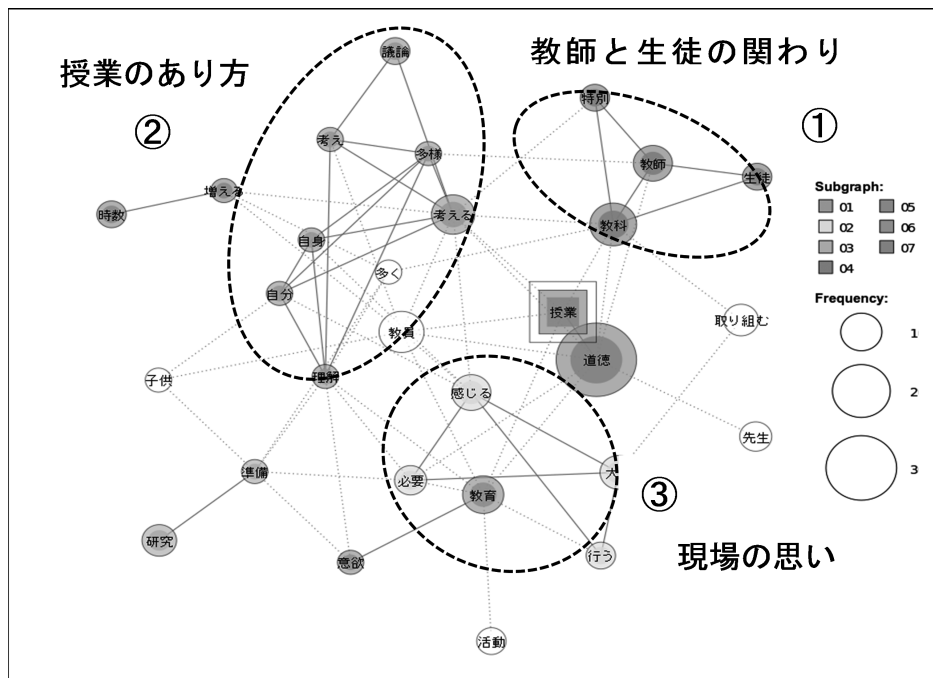 授業のあり方
②
教師と生徒の関わり
①
議論
特別
考え
多様
教師
生徒
増える
時数
考える
教科
自身
多く
自分
授業
取り組む
教員
道徳
子供
理解
感じる
先生
準備
必要
教育
大
③
研究
意欲
行う
現場の思い
活動
Subgraph:
01
05
02
06
03
07
04
Frequency:
1
2
3